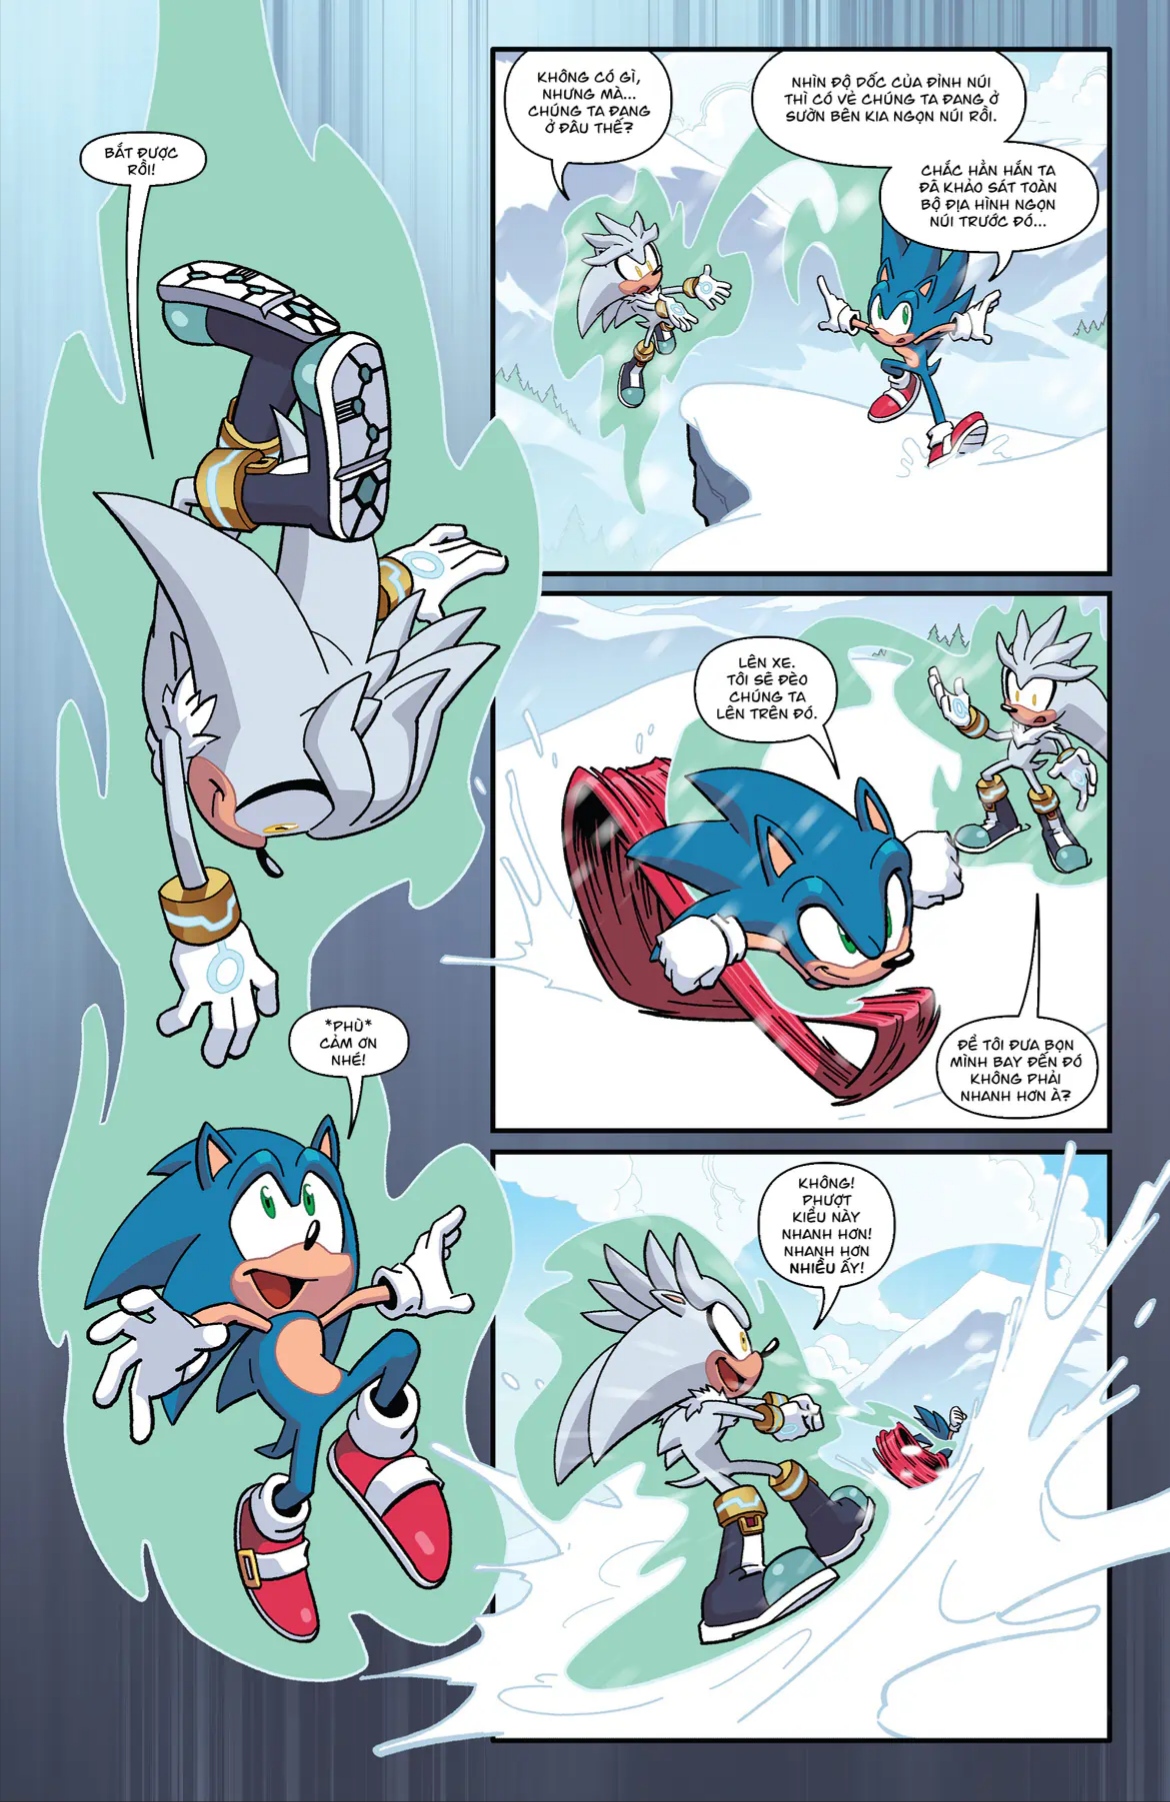 BẮT ĐƯỢC
RỒI!
*PHÙ*
CẢM ƠN
NHÉ!
KHÔNG CÓ GÌ,
NHƯNG MÀ...
CHÚNG TA ĐANG
Ở ĐÂU THẾ?
NHÌN ĐỘ DỐC CỦA ĐỈNH NÚI
THÌ CÓ VẺ CHÚNG TA ĐANG Ở
SƯỜN BÊN KIA NGỌN NÚI RỒI.
CHẮC HẲN HẮN TA
ĐÃ KHẢO SÁT TOÀN
BỘ ĐỊA HÌNH NGỌN
NÚI TRƯỚC ĐÓ...
LÊN XE.
TÔI SẼ ĐÈO
CHÚNG TA
LÊN TRÊN ĐÓ.
ĐỂ TÔI ĐƯA BỌN
MÌNH BAY ĐẾN ĐÓ
KHÔNG PHẢI
NHANH HƠN À?
KHÔNG!
PHƯỢT
KIỂU NÀY
NHANH HƠN!
NHANH HƠN
NHIỀU ẤY!